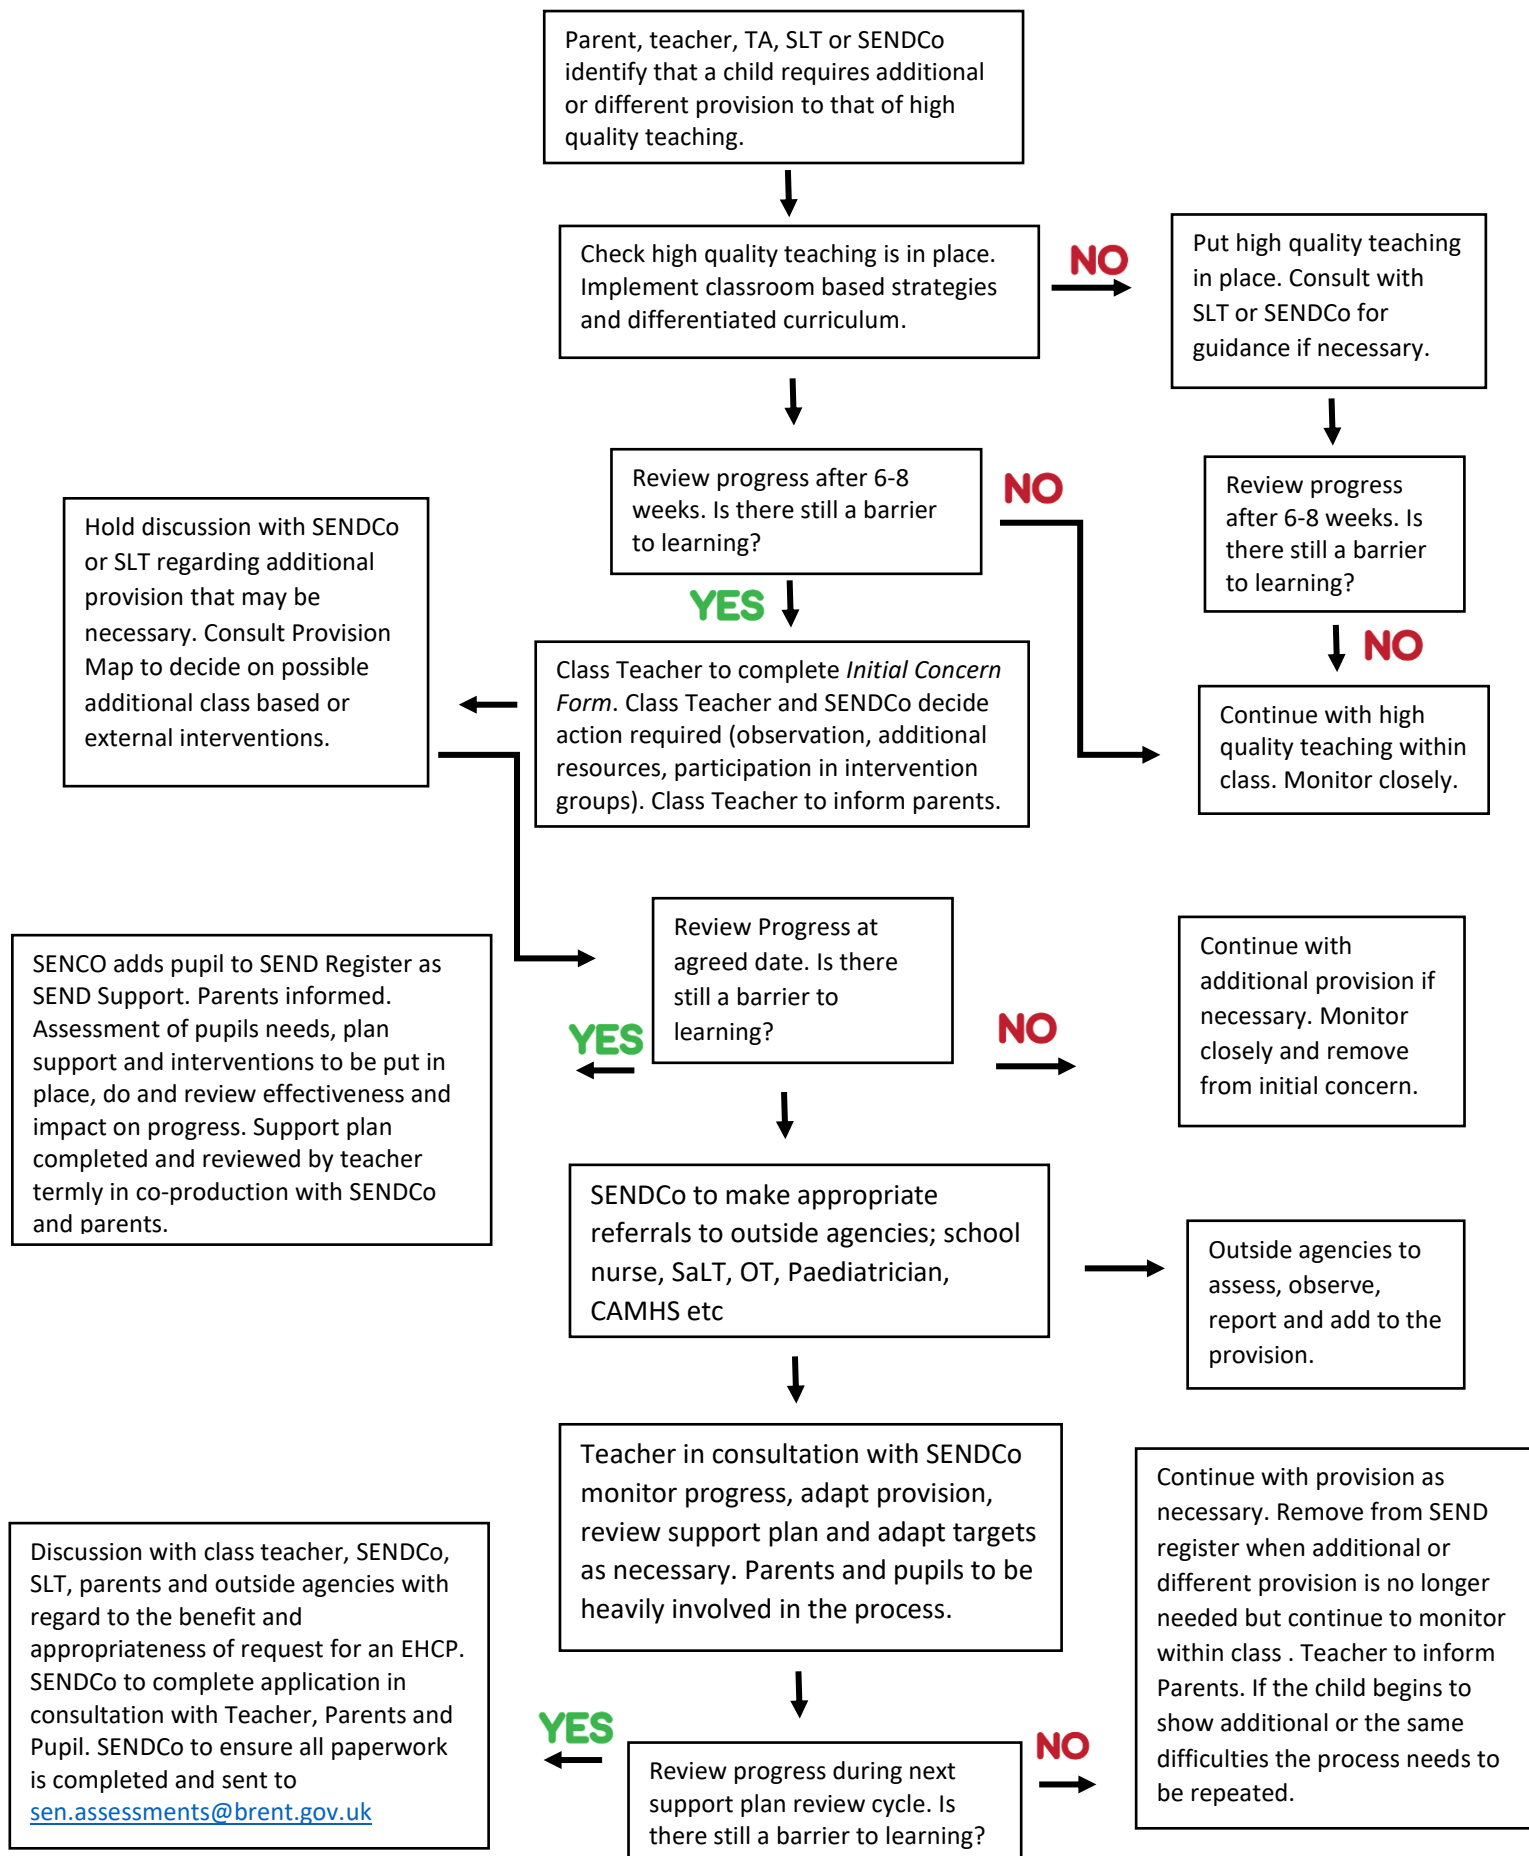 Parent, teacher, TA, SLT or SENDCo
identify that a child requires additional
or different provision to that of high
quality teaching.
Check high quality teaching is in place.
Implement classroom based strategies
and differentiated curriculum.
NO
Put high quality teaching
in place. Consult with
SLT or SENDCo for
guidance if necessary.
Review progress after 6-8
weeks. Is there still a barrier
to learning?
NO
YES
Review progress
after 6-8 weeks. Is
there still a barrier
to learning?
NO
Continue with high
quality teaching within
class. Monitor closely.
Class Teacher to complete Initial Concern
Form. Class Teacher and SENDCo decide
action required (observation, additional
resources, participation in intervention
groups). Class Teacher to inform parents.
Hold discussion with SENDCo
or SLT regarding additional
provision that may be
necessary. Consult Provision
Map to decide on possible
additional class based or
external interventions.
Review Progress at
agreed date. Is there
still a barrier to
learning?
YES
NO
SENCO adds pupil to SEND Register as
SEND Support. Parents informed.
Assessment of pupils needs, plan
support and interventions to be put in
place, do and review effectiveness and
impact on progress. Support plan
completed and reviewed by teacher
termly in co-production with SENDCo
and parents.
Continue with
additional provision if
necessary. Monitor
closely and remove
from initial concern.
SENDCo to make appropriate
referrals to outside agencies; school
nurse, SaLT, OT, Paediatrician,
CAMHS etc
Outside agencies to
assess, observe,
report and add to the
provision.
Teacher in consultation with SENDCo
monitor progress, adapt provision,
review support plan and adapt targets
as necessary. Parents and pupils to be
heavily involved in the process.
Review progress during next
support plan review cycle. Is
there still a barrier to learning?
YES
NO
Discussion with class teacher, SENDCo,
SLT, parents and outside agencies with
regard to the benefit and
appropriateness of request for an EHCP.
SENDCo to complete application in
consultation with Teacher, Parents and
Pupil. SENDCo to ensure all paperwork
is completed and sent to
sen.assessments@brent.gov.uk
Continue with provision as
necessary. Remove from SEND
register when additional or
different provision is no longer
needed but continue to monitor
within class . Teacher to inform
Parents. If the child begins to
show additional or the same
difficulties the process needs to
be repeated.